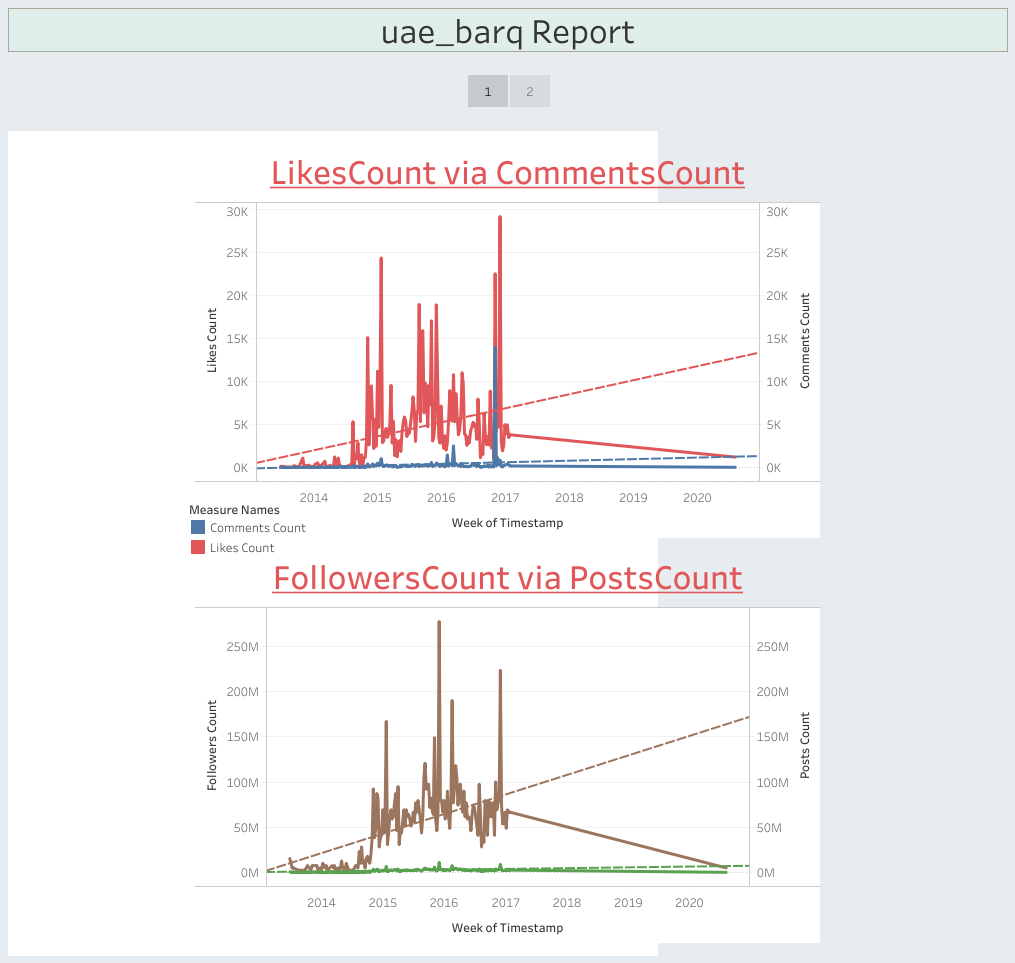 uae_barq Report
1 2
LikesCount via CommentsCount
30K 30K
25K 25K
20K 20K
15K 15K
10K 10K
5K 5K
0K 0K
Likes Count
Comments Count
2014 2015 2016 2017 2018 2019 2020
Week of Timestamp
Measure Names
Comments Count
Likes Count
FollowersCount via PostsCount
250M 250M
200M 200M
150M 150M
100M 100M
50M 50M
0M 0M
Followers Count
Posts Count
2014 2015 2016 2017 2018 2019 2020
Week of Timestamp